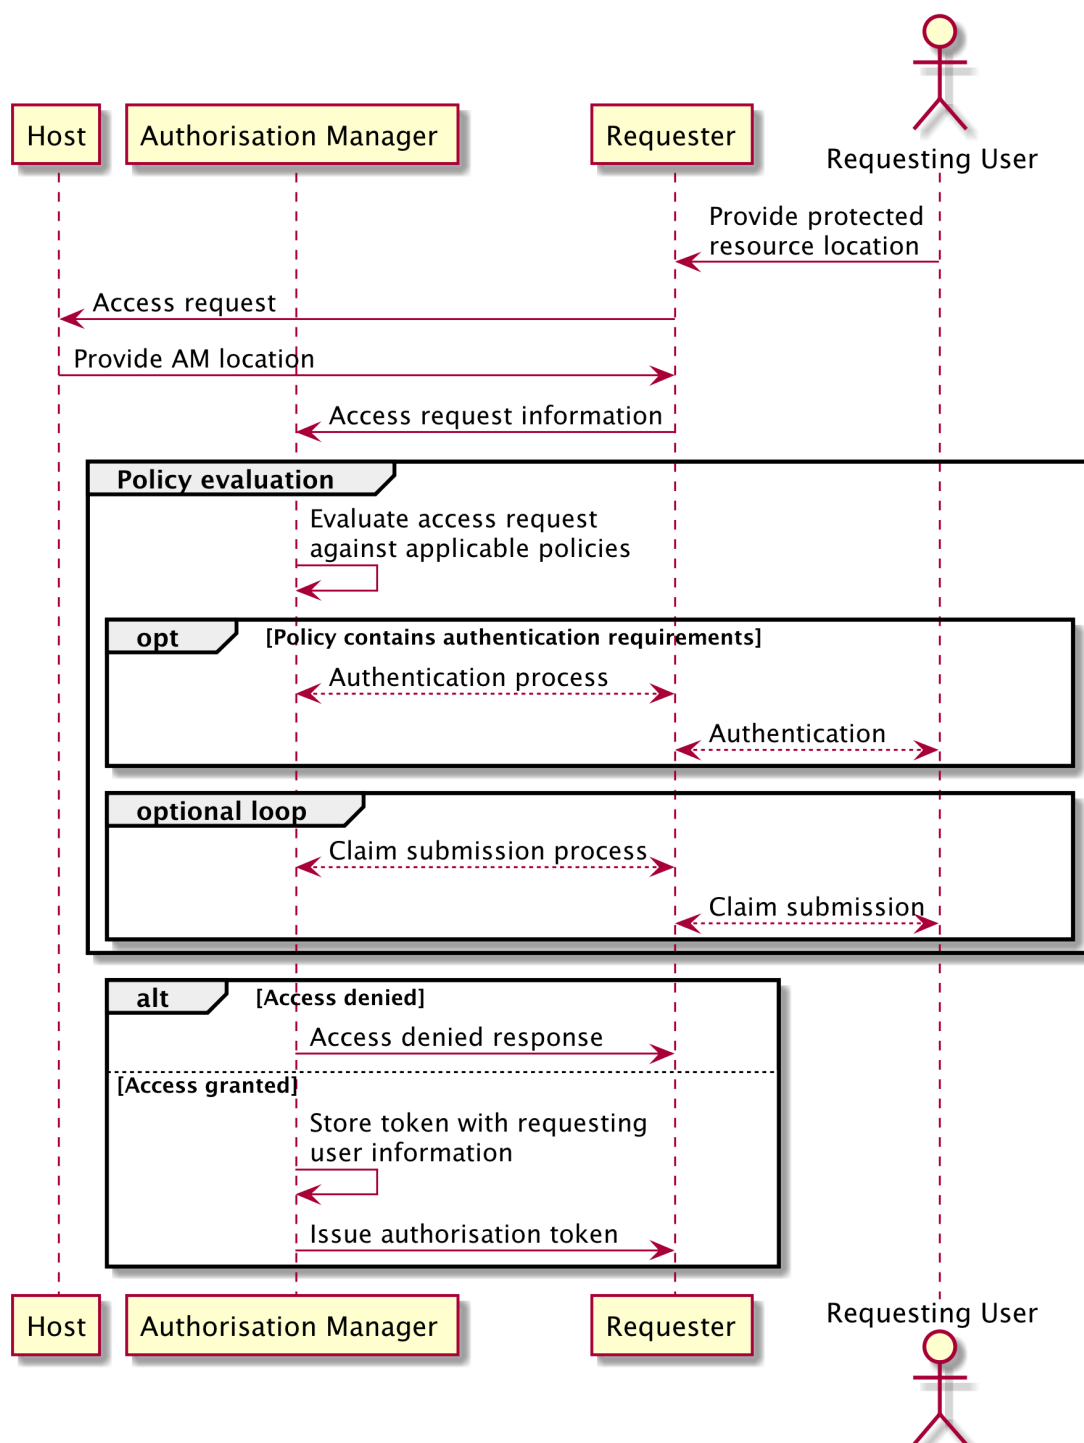 Host
Authorisation Manager
Requester
Requesting User
Provide protected
resource location
Access request
Provide AM location
Access request information
Policy evaluation
Evaluate access request
against applicable policies
opt
[Policy contains authentication requirements]
Authentication process
Authentication
optional loop
Claim submission process
Claim submission
alt
[Access denied]
Access denied response
[Access granted]
Store token with requesting
user information
Issue authorisation token
Host
Authorisation Manager
Requester
Requesting User